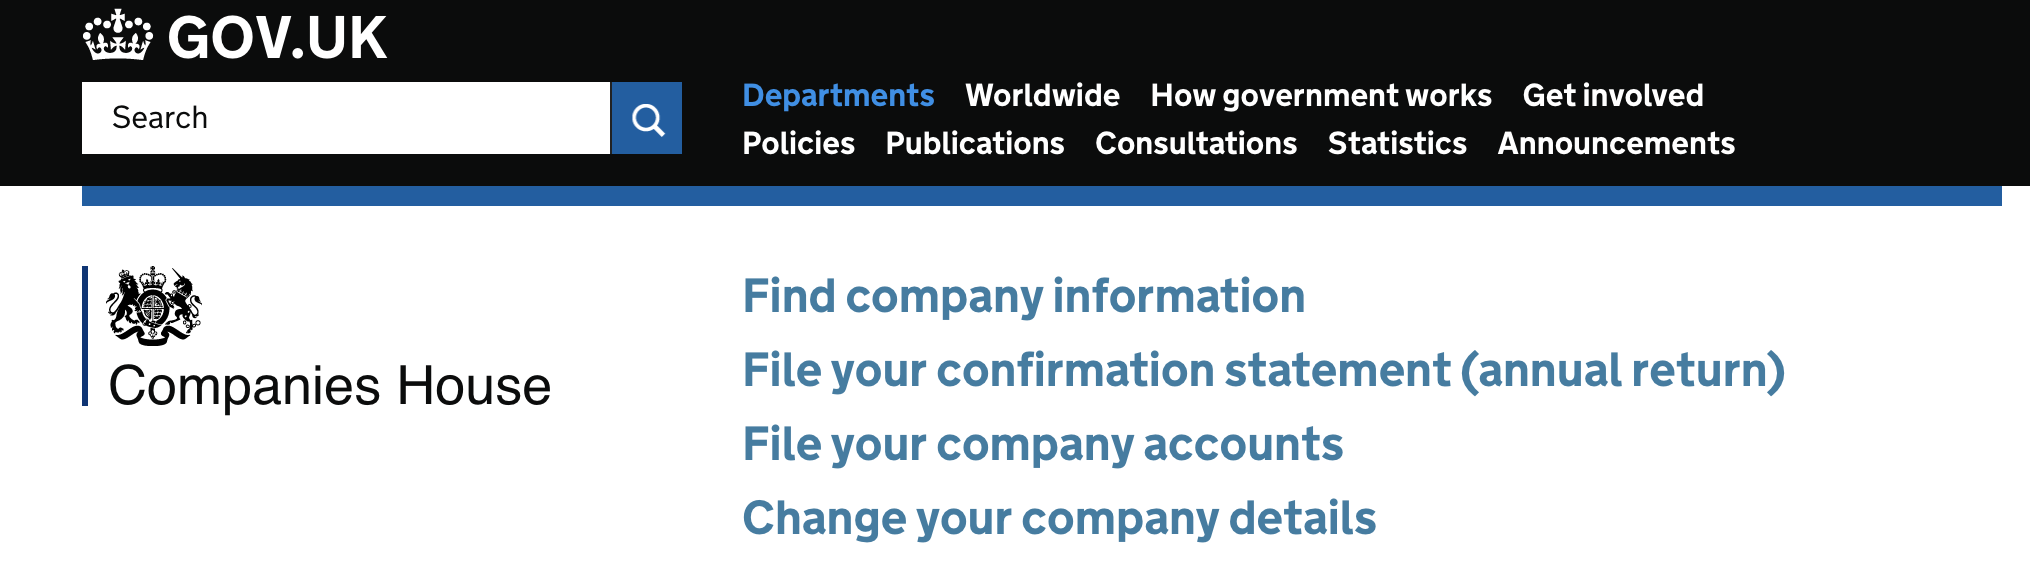 GOV.UK
Search
Departments Worldwide How government works Get involved
Policies Publications Consultations Statistics Announcements
Companies House
Find company information
File your confirmation statement (annual return)
File your company accounts
Change your company details